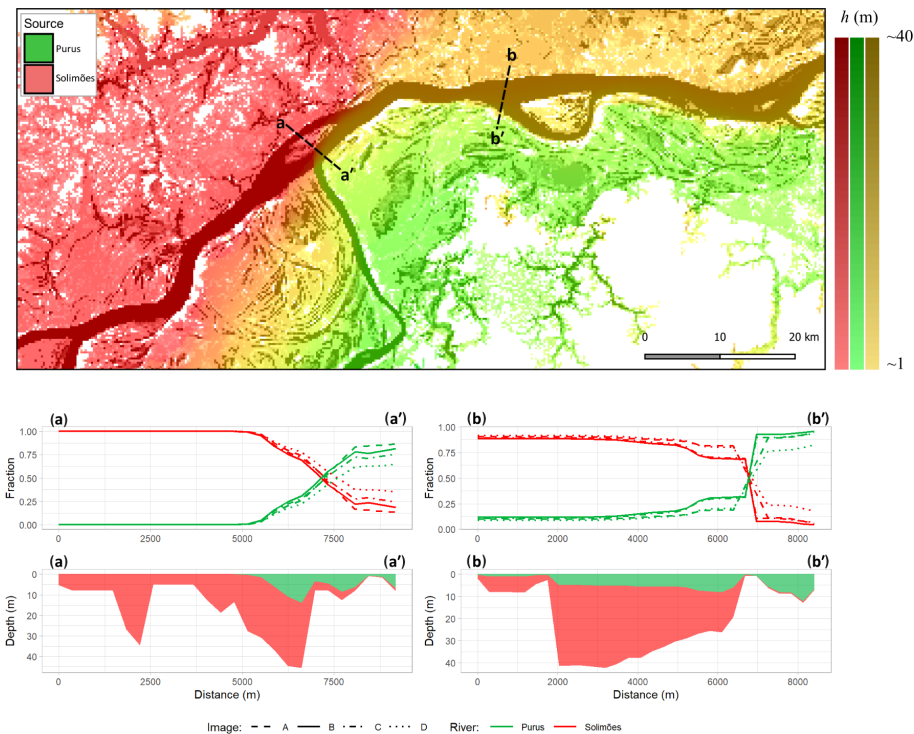 Source
Purus
Solimões
a
a'
b
b'
0 10 20 km
h (m)
~40
~1
(a) (a')
Fraction
1.00
0.75
0.50
0.25
0.00
0 2500 5000 7500
(b) (b')
Fraction
1.00
0.75
0.50
0.25
0.00
0 2000 4000 6000 8000
(a) (a')
Depth (m)
0
10
20
30
40
0 2500 5000 7500
Distance (m)
(b) (b')
Depth (m)
0
10
20
30
40
0 2000 4000 6000 8000
Distance (m)
Image: A B C D River: Purus Solimões